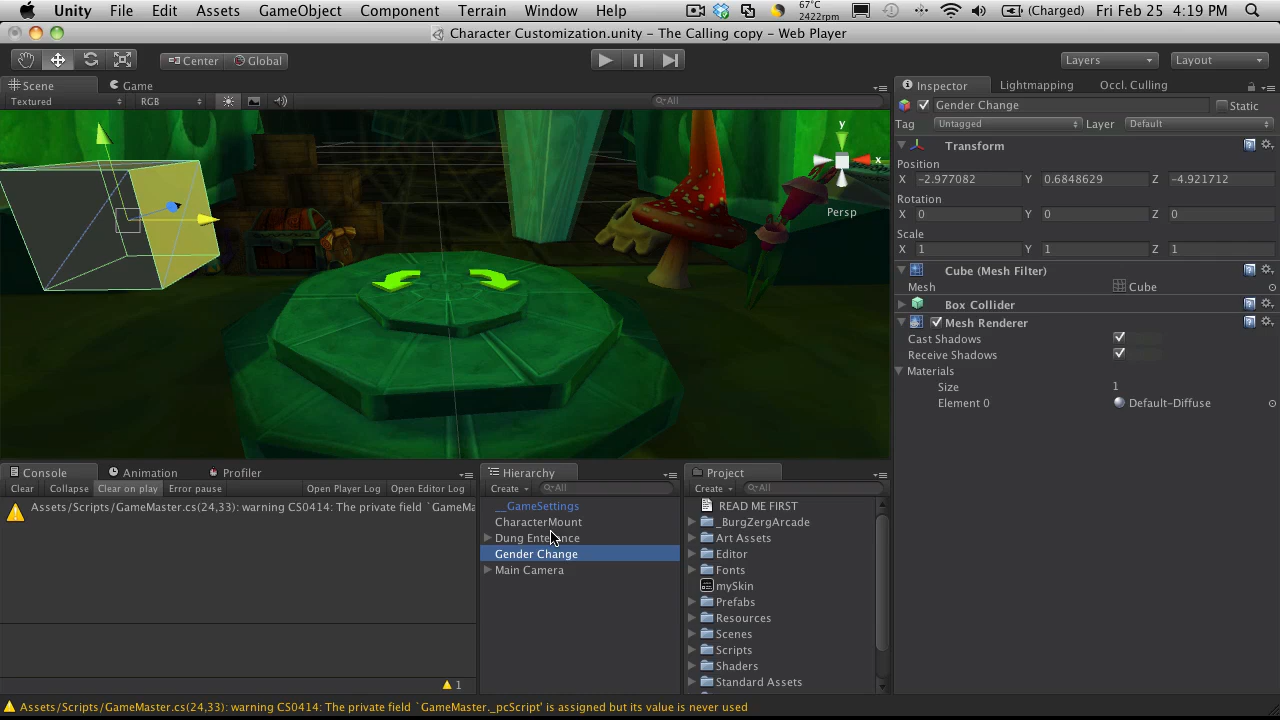 Unity File Edit Assets GameObject Component Terrain Window Help 67°C 2422rpm (Charged) Fri Feb 25 4:19 PM
Character Customization.unity - The Calling copy - Web Player
Center Global Layers Layout
Scene Game
Textured RGB All
y
x
Persp
Inspector Lightmapping Occl. Culling
Gender Change Static
Tag Untagged Layer Default
Transform
Position
X -2.977082 Y 0.6848629 Z -4.921712
Rotation
X 0 Y 0 Z 0
Scale
X 1 Y 1 Z 1
Cube (Mesh Filter)
Mesh Cube
Box Collider
Mesh Renderer
Cast Shadows
Receive Shadows
Materials
Size 1
Element 0 Default-Diffuse
Console Animation Profiler
Clear Collapse Clear on play Error pause Open Player Log Open Editor Log
Assets/Scripts/GameMaster.cs(24,33): warning CS0414: The private field `GameMa
1
Hierarchy
Create All
__GameSettings
CharacterMount
Dung Enterance
Gender Change
Main Camera
Project
Create All
READ ME FIRST
_BurgZergArcade
Art Assets
Editor
Fonts
mySkin
Prefabs
Resources
Scenes
Scripts
Shaders
Standard Assets
Assets/Scripts/GameMaster.cs(24,33): warning CS0414: The private field `GameMaster._pcScript' is assigned but its value is never used